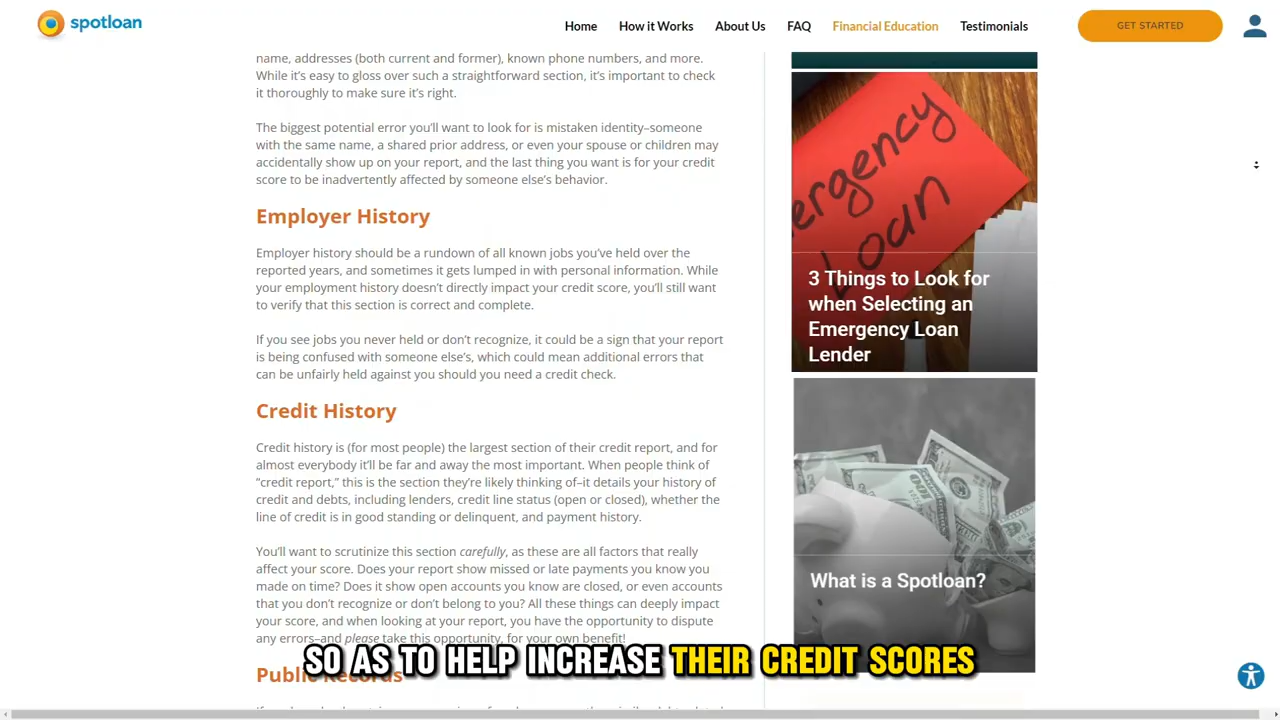 spotloan
Home
How it Works
About Us
FAQ
Financial Education
Testimonials
GET STARTED
name, addresses (both current and former), known phone numbers, and more.
While it's easy to gloss over such a straightforward section, it's important to check
it thoroughly to make sure it's right.
The biggest potential error you'll want to look for is mistaken identity–someone
with the same name, a shared prior address, or even your spouse or children may
accidentally show up on your report, and the last thing you want is for your credit
score to be inadvertently affected by someone else's behavior.
Employer History
Employer history should be a rundown of all known jobs you've held over the
reported years, and sometimes it gets lumped in with personal information. While
your employment history doesn't directly impact your credit score, you'll still want
to verify that this section is correct and complete.
If you see jobs you never held or don't recognize, it could be a sign that your report
is being confused with someone else's, which could mean additional errors that
can be unfairly held against you should you need a credit check.
Credit History
Credit history is (for most people) the largest section of their credit report, and for
almost everybody it'll be far and away the most important. When people think of
“credit report,” this is the section they're likely thinking of–it details your history of
credit and debts, including lenders, credit line status (open or closed), whether the
line of credit is in good standing or delinquent, and payment history.
You'll want to scrutinize this section carefully, as these are all factors that really
affect your score. Does your report show missed or late payments you know you
made on time? Does it show open accounts you know are closed, or even accounts
that you don't recognize or don't belong to you? All these things can deeply impact
your score, and when looking at your report, you have the opportunity to dispute
any errors–and please take this opportunity, for your own benefit!
Public Records
ergency
Loan
3 Things to Look for
when Selecting an
Emergency Loan
Lender
100
What is a Spotloan?
SO AS TO HELP INCREASE THEIR CREDIT SCORES